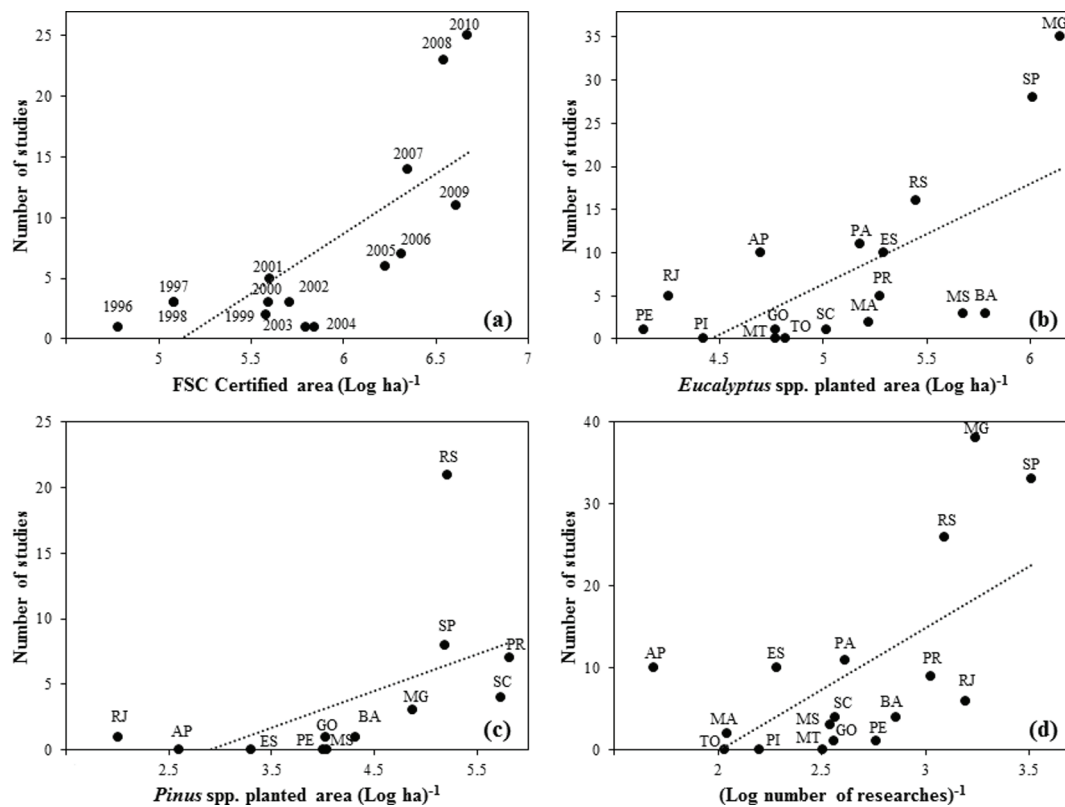 25
20
15
10
5
0
Number of studies
2010
2008
2007
2009
2006
2005
2001
2000
2002
1997
1998
1996
1999
2003
2004
(a)
5
5.5
6
6.5
7
FSC Certified area (Log ha)-1
35
30
25
20
15
10
5
0
Number of studies
MG
SP
RS
PA
ES
AP
RJ
PR
MS
BA
MA
PE
PI
GO
MT
TO
SC
(b)
4.5
5
5.5
6
Eucalyptus spp. planted area (Log ha)-1
25
20
15
10
5
0
Number of studies
RS
SP
PR
SC
MG
RJ
AP
ES
PE
GO
MS
BA
(c)
2.5
3.5
4.5
5.5
Pinus spp. planted area (Log ha)-1
40
30
20
10
0
Number of studies
MG
SP
RS
AP
ES
PA
PR
RJ
MA
TO
PI
MS
SC
MT
GO
PE
BA
(d)
2
2.5
3
3.5
(Log number of researches)-1